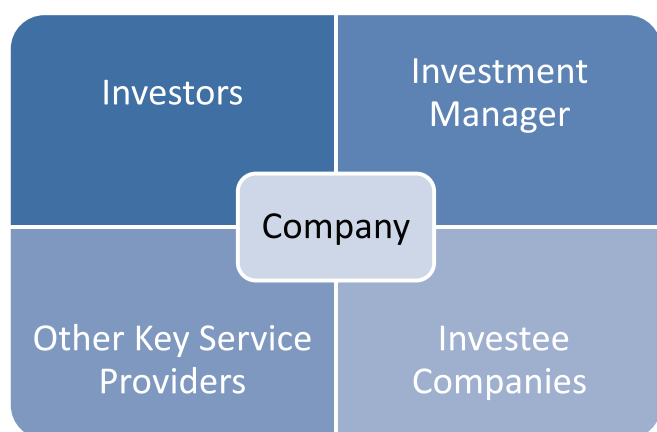 Investors
Investment
Manager
Company
Other Key Service
Providers
Investee
Companies